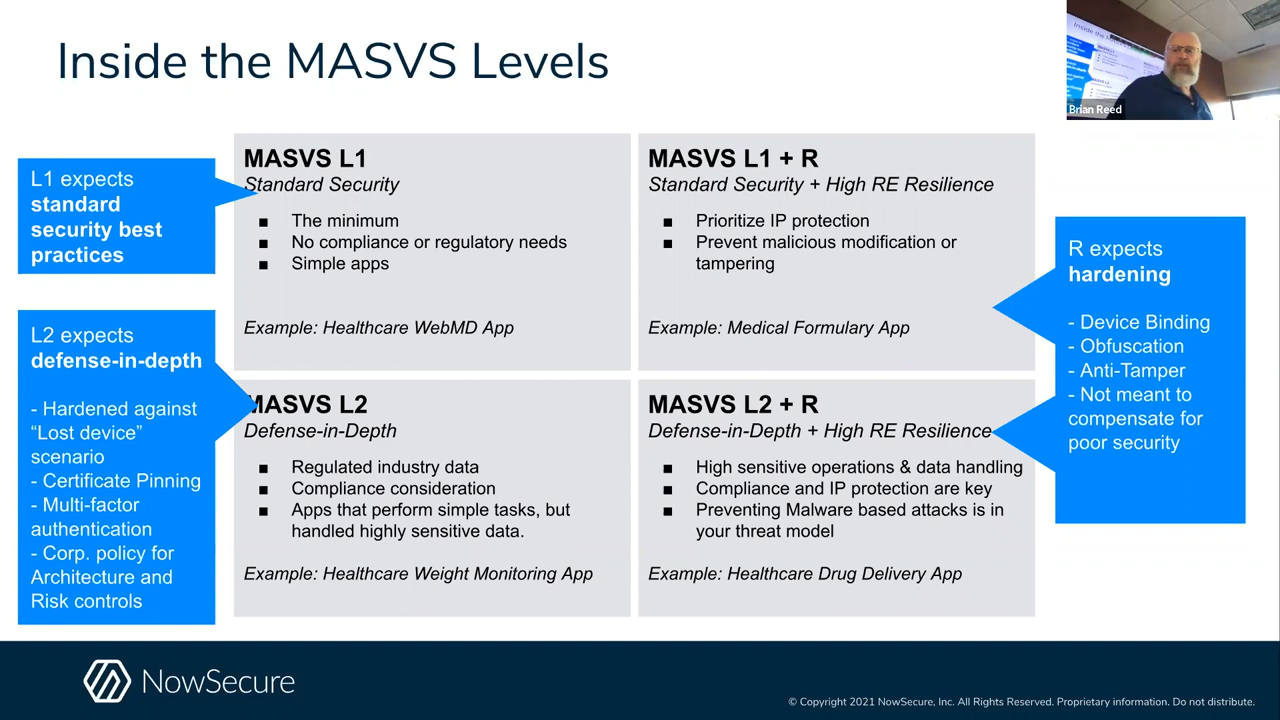 Inside the MASVS Levels
Brian Reed
L1 expects
standard
security best
practices
L2 expects
defense-in-depth
- Hardened against
“Lost device”
scenario
- Certificate Pinning
- Multi-factor
authentication
- Corp. policy for
Architecture and
Risk controls
MASVS L1
Standard Security
■ The minimum
■ No compliance or regulatory needs
■ Simple apps
Example: Healthcare WebMD App
MASVS L1 + R
Standard Security + High RE Resilience
■ Prioritize IP protection
■ Prevent malicious modification or
tampering
Example: Medical Formulary App
MASVS L2
Defense-in-Depth
■ Regulated industry data
■ Compliance consideration
■ Apps that perform simple tasks, but
handled highly sensitive data.
Example: Healthcare Weight Monitoring App
MASVS L2 + R
Defense-in-Depth + High RE Resilience
■ High sensitive operations & data handling
■ Compliance and IP protection are key
■ Preventing Malware based attacks is in
your threat model
Example: Healthcare Drug Delivery App
R expects
hardening
- Device Binding
- Obfuscation
- Anti-Tamper
- Not meant to
compensate for
poor security
NowSecure
© Copyright 2021 NowSecure, Inc. All Rights Reserved. Proprietary information. Do not distribute.